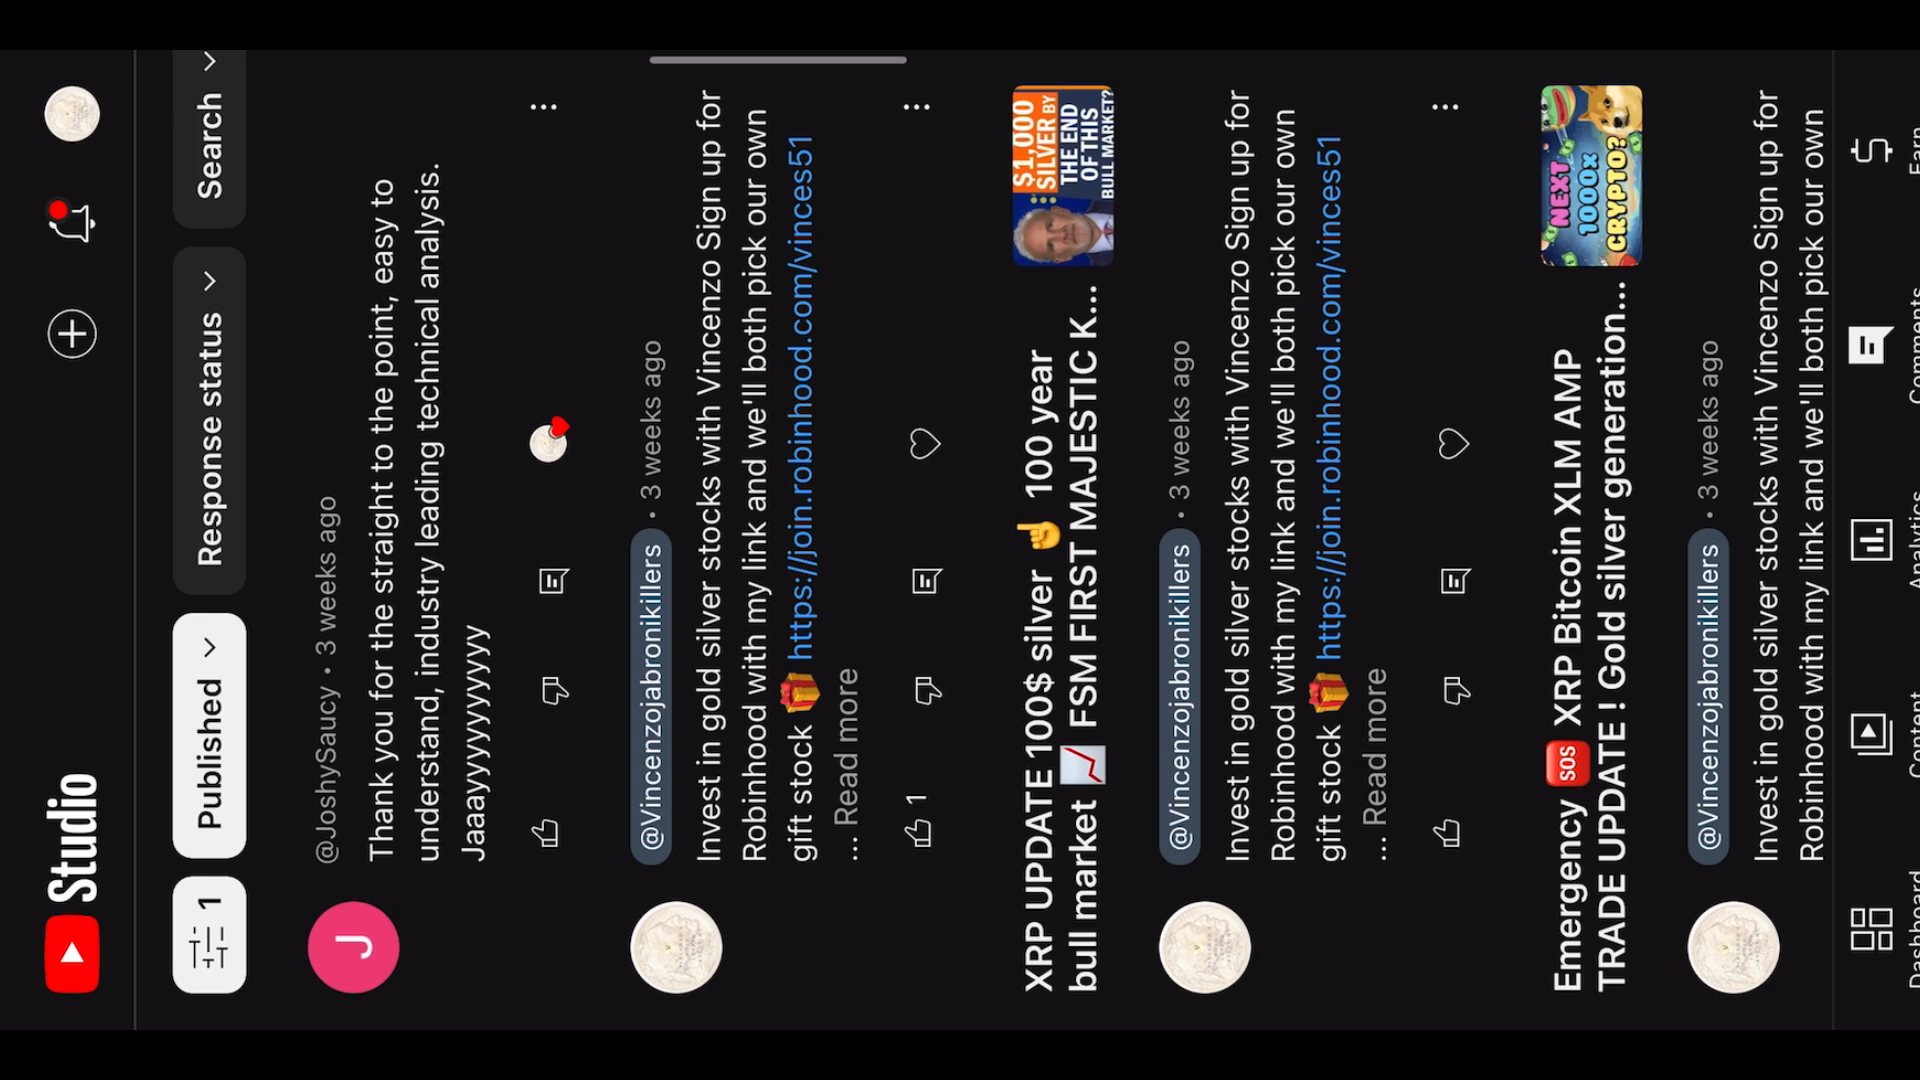 Studio
1
Published
Response status
Search
@JoshySaucy • 3 weeks ago
Thank you for the straight to the point, easy to
understand, industry leading technical analysis.
Jaaayyyyyyyyyy
@Vincenzojabronikillers • 3 weeks ago
Invest in gold silver stocks with Vincenzo Sign up for
Robinhood with my link and we'll both pick our own
gift stock 🎁 https://join.robinhood.com/vinces51
... Read more
1
XRP UPDATE 100$ silver ☝️ 100 year
bull market 📈 FSM FIRST MAJESTIC K...
$1,000
SILVER BY
THE END
OF THIS
BULL MARKET?
@Vincenzojabronikillers • 3 weeks ago
Invest in gold silver stocks with Vincenzo Sign up for
Robinhood with my link and we'll both pick our own
gift stock 🎁 https://join.robinhood.com/vinces51
... Read more
Emergency 🆘 XRP Bitcoin XLM AMP
TRADE UPDATE ! Gold silver generation...
NEXT
1000x
CRYPTO?
@Vincenzojabronikillers • 3 weeks ago
Invest in gold silver stocks with Vincenzo Sign up for
Robinhood with my link and we'll both pick our own
Dashboard
Content
Analytics
Comments
Earn